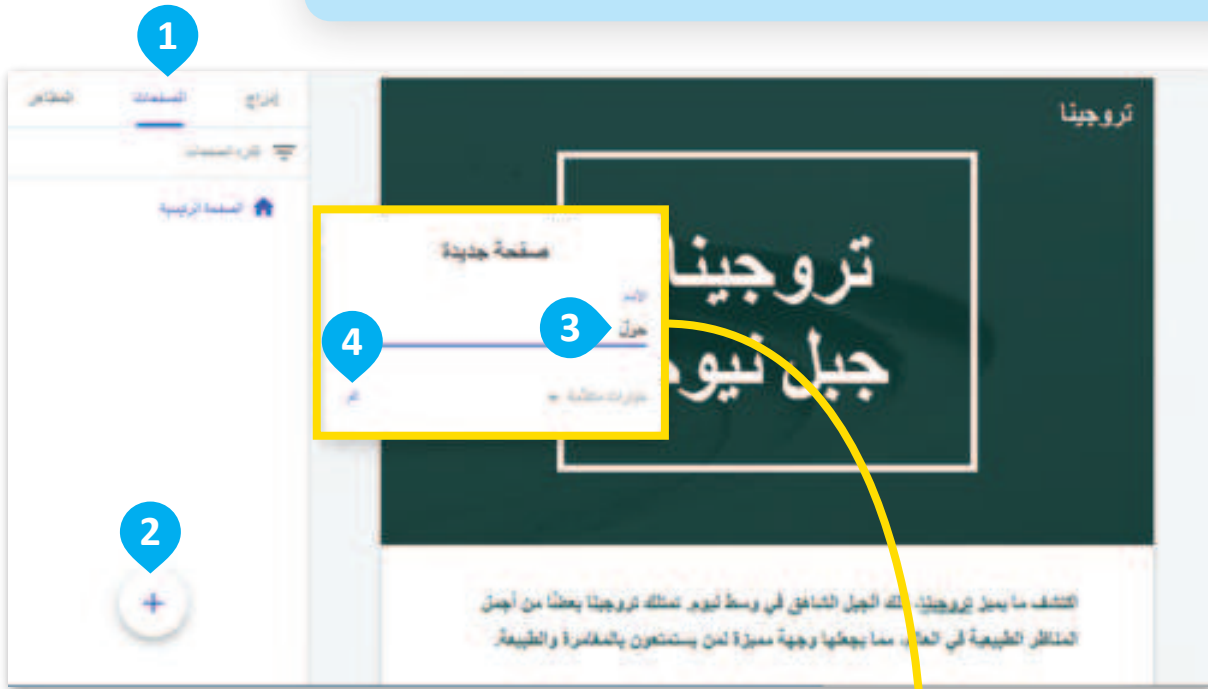 1
إدراج
الصفحات
المظاهر
الصفحة الرئيسية
2
صفحة جديدة
الاسم
3
حول
4
خيارات متقدمة
تم
تروجينا
تروجينا
جبل نيوم
اكتشف ما يميز تروجينا، ذلك الجبل الشاهق في وسط نيوم. تمتلك تروجينا بعضًا من أجمل
المناظر الطبيعية في العالم، مما يجعلها وجهة مميزة لمن يستمتعون بالمغامرة والطبيعة.